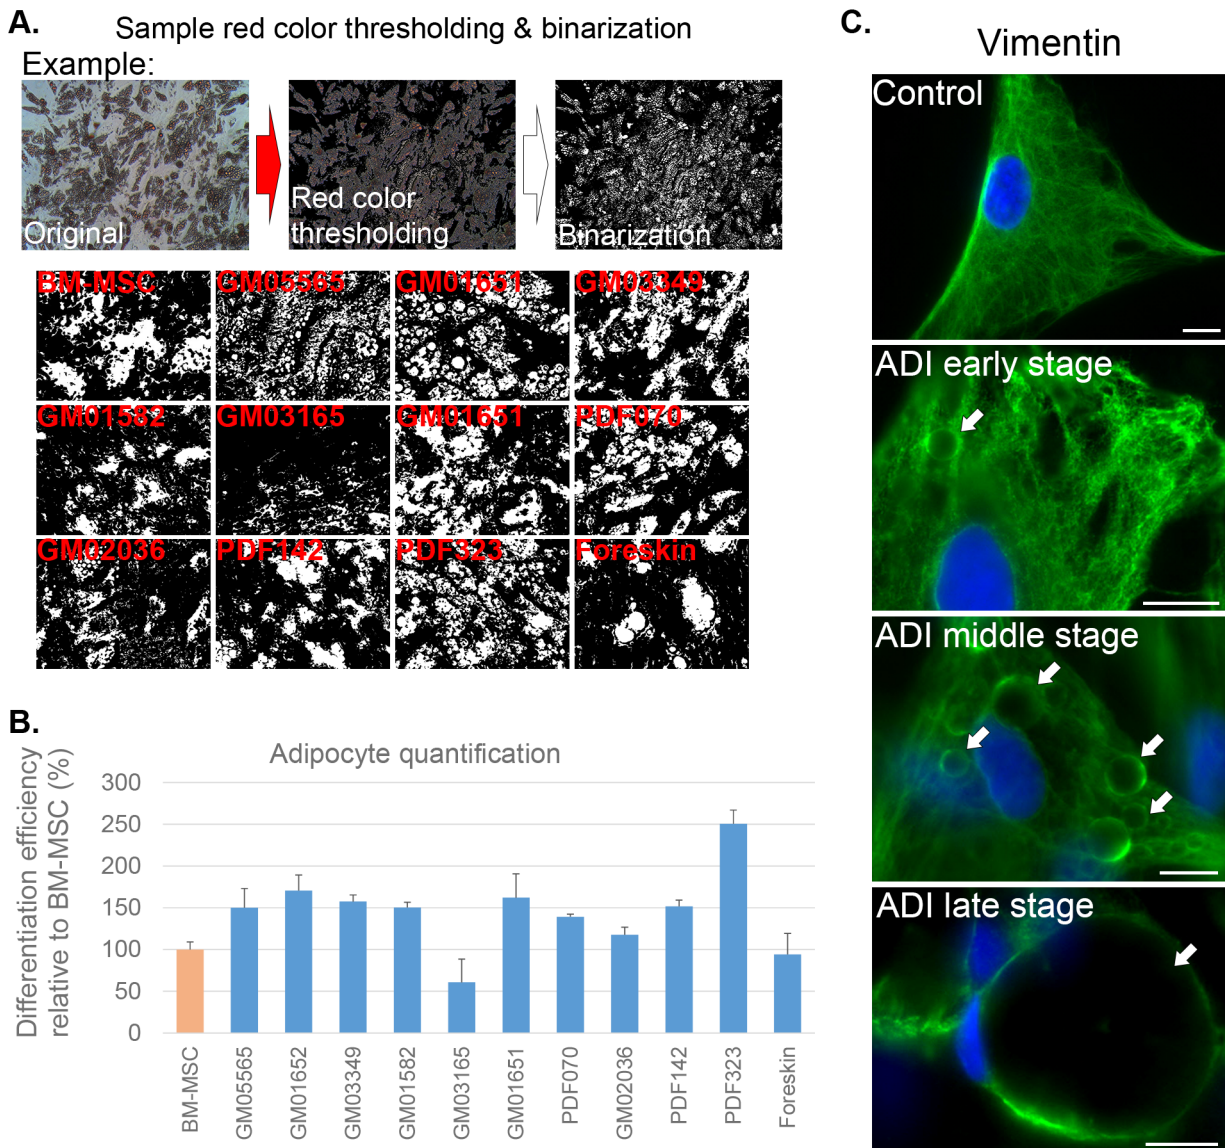 A.
Sample red color thresholding & binarization
Example:
Original
Red color
thresholding
Binarization
BM-MSC GM05565 GM01651 GM03349
GM01582 GM03165 GM01651 PDF070
GM02036 PDF142 PDF323 Foreskin
B.
Adipocyte quantification
Differentiation efficiency
relative to BM-MSC (%)
300
250
200
150
100
50
0
BM-MSC
GM05565
GM01652
GM03349
GM01582
GM03165
GM01651
PDF070
GM02036
PDF142
PDF323
Foreskin
C.
Vimentin
Control
ADI early stage
ADI middle stage
ADI late stage